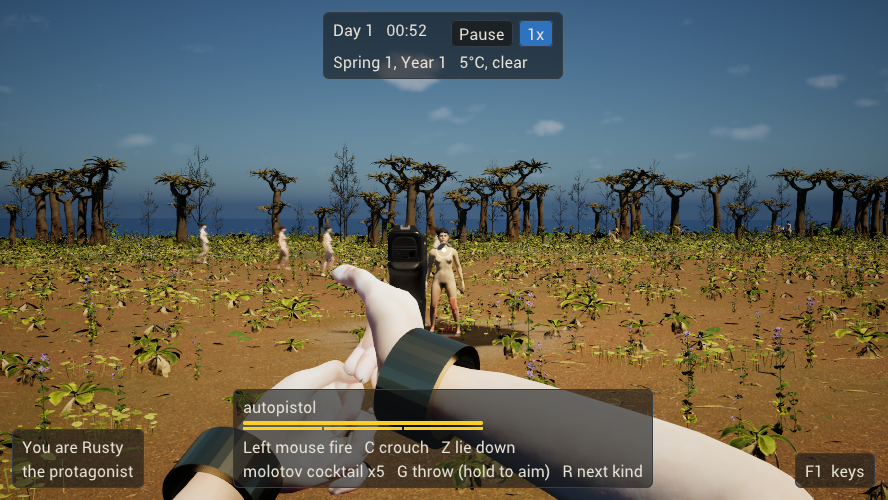 Day 1 00:52 Pause 1x
Spring 1, Year 1 5°C, clear
autopistol
Left mouse fire C crouch Z lie down
molotov cocktail x5 G throw (hold to aim) R next kind
You are Rusty
the protagonist
F1 keys